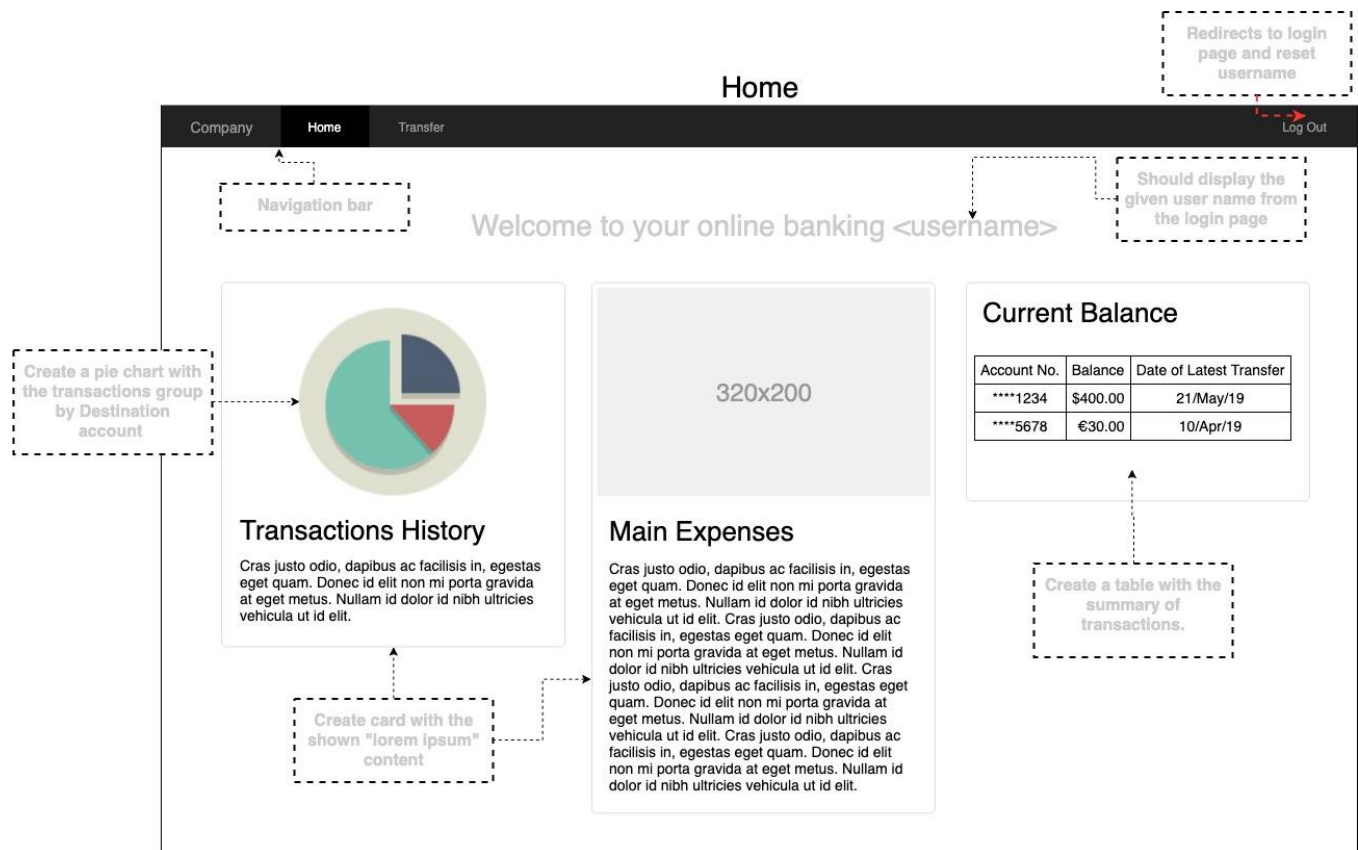 Redirects to login
page and reset
username
Home
Company
Home
Transfer
Log Out
Navigation bar
Should display the
given user name from
the login page
Welcome to your online banking <username>
Create a pie chart with
the transactions group
by Destination
account
Transactions History
Cras justo odio, dapibus ac facilisis in, egestas
eget quam. Donec id elit non mi porta gravida
at eget metus. Nullam id dolor id nibh ultricies
vehicula ut id elit.
Create card with the
shown "lorem ipsum"
content
320x200
Main Expenses
Cras justo odio, dapibus ac facilisis in, egestas
eget quam. Donec id elit non mi porta gravida
at eget metus. Nullam id dolor id nibh ultricies
vehicula ut id elit. Cras justo odio, dapibus ac
facilisis in, egestas eget quam. Donec id elit
non mi porta gravida at eget metus. Nullam id
dolor id nibh ultricies vehicula ut id elit. Cras
justo odio, dapibus ac facilisis in, egestas eget
quam. Donec id elit non mi porta gravida at
eget metus. Nullam id dolor id nibh ultricies
vehicula ut id elit. Cras justo odio, dapibus ac
facilisis in, egestas eget quam. Donec id elit
non mi porta gravida at eget metus. Nullam id
dolor id nibh ultricies vehicula ut id elit.
Current Balance
Account No. Balance Date of Latest Transfer
****1234 $400.00 21/May/19
****5678 €30.00 10/Apr/19
Create a table with the
summary of
transactions.